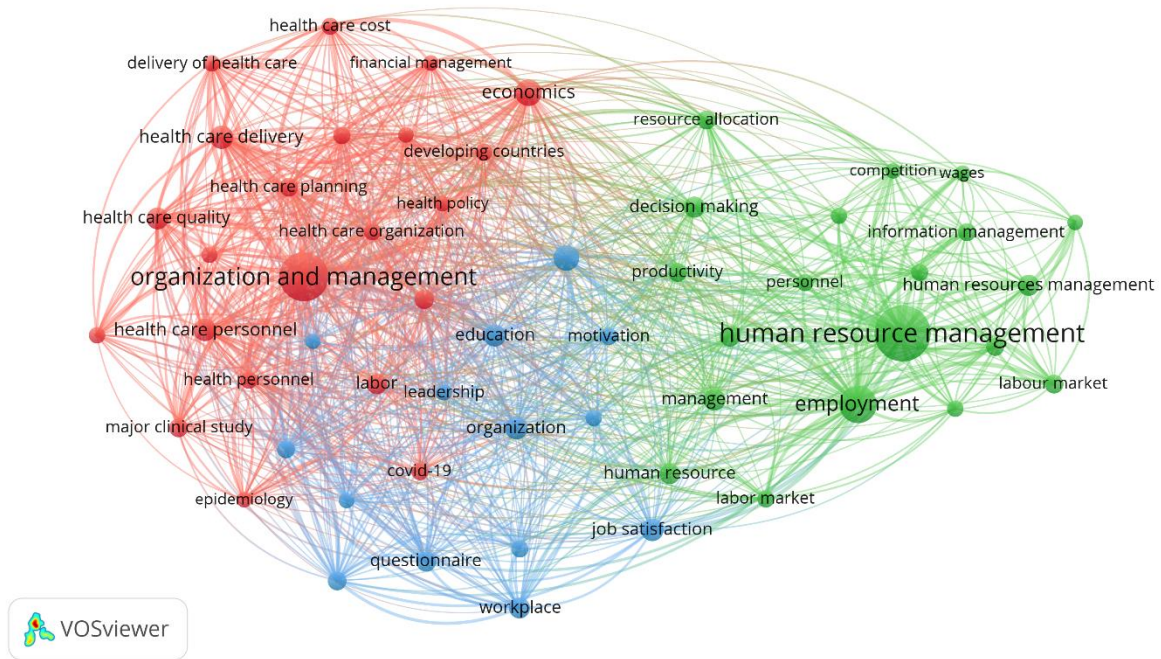 health care cost
delivery of health care
financial management
economics
resource allocation
health care delivery
developing countries
competition
wages
health care planning
health policy
decision making
health care quality
health care organization
information management
organization and management
productivity
personnel
human resources management
health care personnel
education
motivation
human resource management
health personnel
labor
leadership
management
employment
labour market
major clinical study
organization
covid-19
human resource
epidemiology
labor market
job satisfaction
questionnaire
workplace
VOSviewer